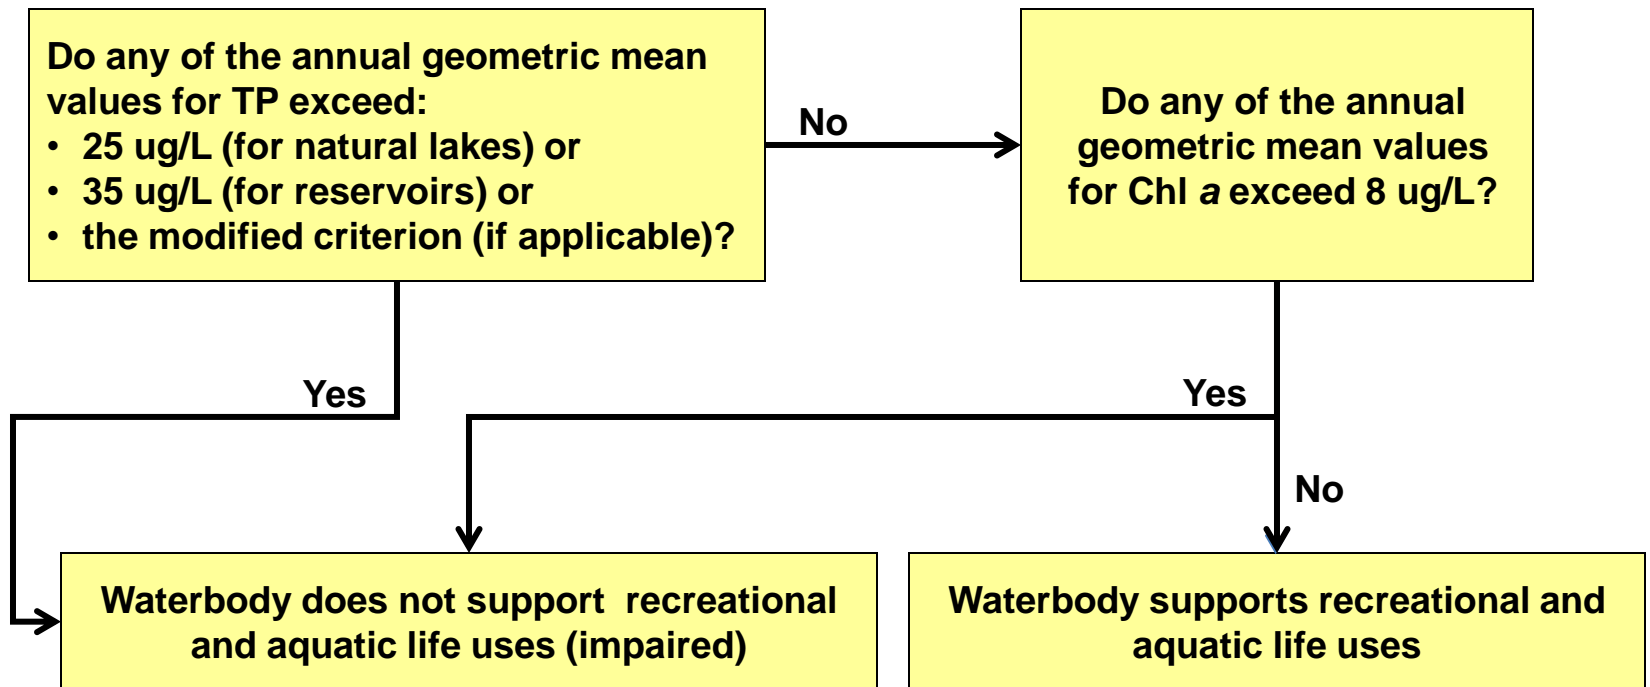 Do any of the annual geometric mean
values for TP exceed:
• 25 ug/L (for natural lakes) or
• 35 ug/L (for reservoirs) or
• the modified criterion (if applicable)?
No
Do any of the annual
geometric mean values
for Chl a exceed 8 ug/L?
Yes
Yes
No
Waterbody does not support recreational
and aquatic life uses (impaired)
Waterbody supports recreational and
aquatic life uses